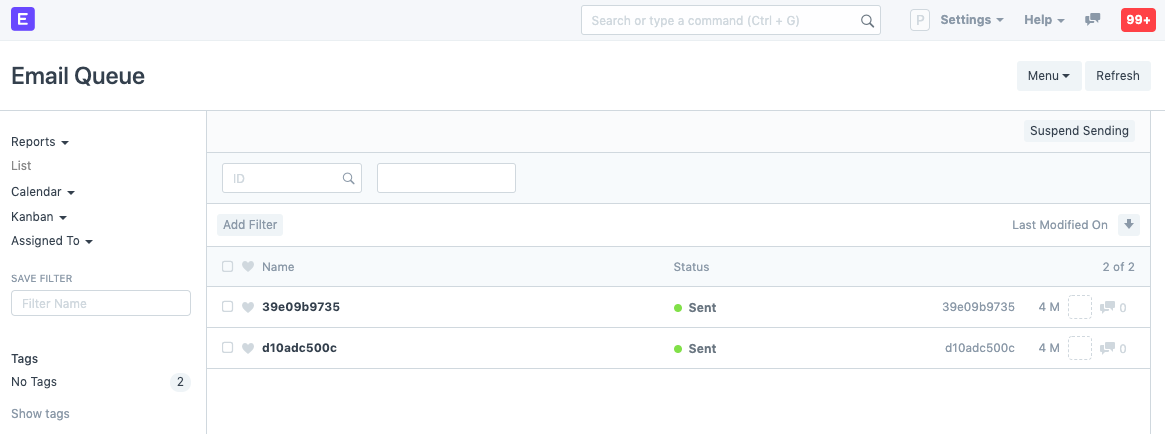 E
Search or type a command (Ctrl + G)
P
Settings
Help
99+
Email Queue
Menu
Refresh
Reports
List
Calendar
Kanban
Assigned To
SAVE FILTER
Filter Name
Tags
No Tags 2
Show tags
Suspend Sending
ID
Add Filter
Last Modified On
Name Status 2 of 2
39e09b9735 Sent 39e09b9735 4 M 0
d10adc500c Sent d10adc500c 4 M 0